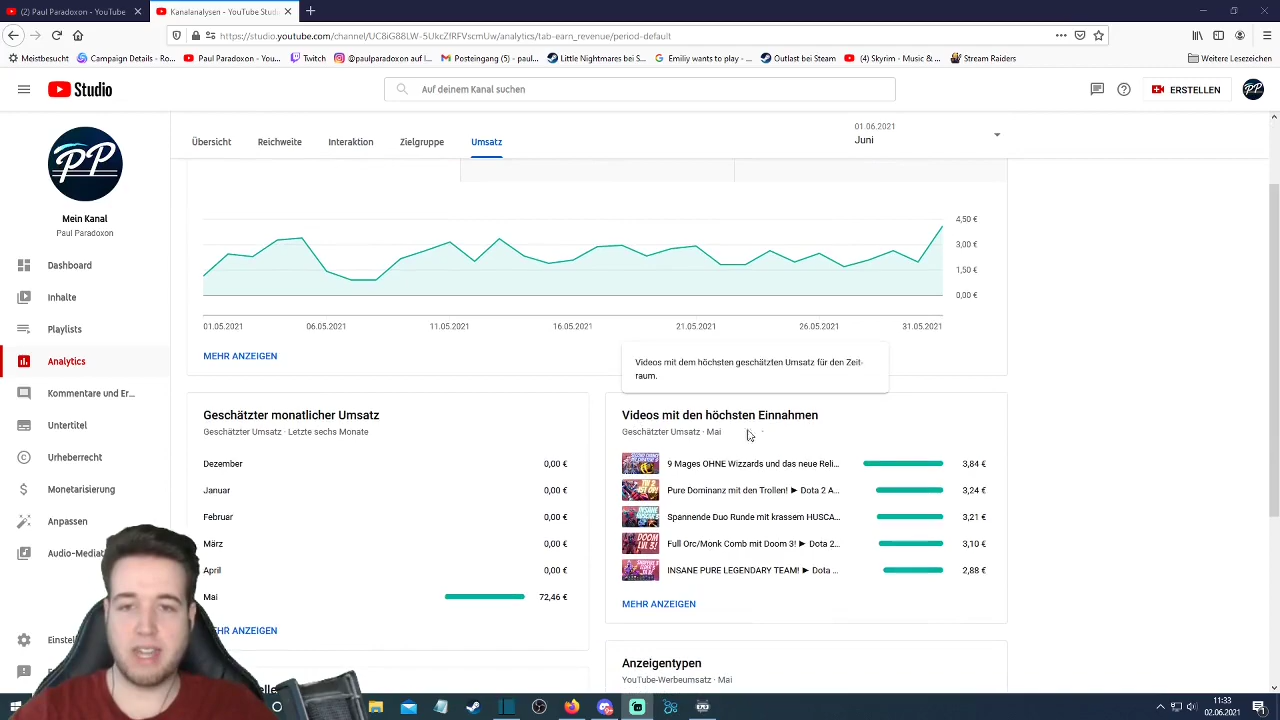 (2) Paul Paradoxon - YouTube
Kanalanalysen - YouTube Studio
https://studio.youtube.com/channel/UC8iG88LW-5UkcZfRFVscmUw/analytics/tab-earn_revenue/period-default
Meistbesucht
Campaign Details - Ro...
Paul Paradoxon - You...
Twitch
@paulparadoxon_off...
Posteingang (5) - paul...
Little Nightmares bei S...
Emiliy wants to play - ...
Outlast bei Steam
(4) Skyrim - Music & ...
Stream Raiders
Weitere Lesezeichen
Studio
Auf deinem Kanal suchen
ERSTELLEN
PP
PP
Mein Kanal
Paul Paradoxon
Dashboard
Inhalte
Playlists
Analytics
Kommentare und Er...
Untertitel
Urheberrecht
Monetarisierung
Anpassen
Übersicht
Reichweite
Interaktion
Zielgruppe
Umsatz
01.06.2021
Juni
4,50 €
3,00 €
1,50 €
0,00 €
01.05.2021
06.05.2021
11.05.2021
16.05.2021
21.05.2021
26.05.2021
31.05.2021
MEHR ANZEIGEN
Videos mit dem höchsten geschätzten Umsatz für den Zeit-
raum.
Geschätzter monatlicher Umsatz
Geschätzter Umsatz · Letzte sechs Monate
Dezember 0,00 €
Januar 0,00 €
Februar 0,00 €
März 0,00 €
April 0,00 €
Mai 72,46 €
Videos mit den höchsten Einnahmen
Geschätzter Umsatz · Mai
9 Mages OHNE Wizzards und das neue Reli... 3,84 €
Pure Dominanz mit den Trollen! ► Dota 2 A... 3,24 €
Spannende Duo Runde mit krassem HUSCA... 3,21 €
Full Orc/Monk Comb mit Doom 3! ► Dota 2... 3,10 €
INSANE PURE LEGENDARY TEAM! ► Dota ... 2,88 €
MEHR ANZEIGEN
Anzeigentypen
YouTube-Werbeumsatz · Mai
11:33
02.06.2021